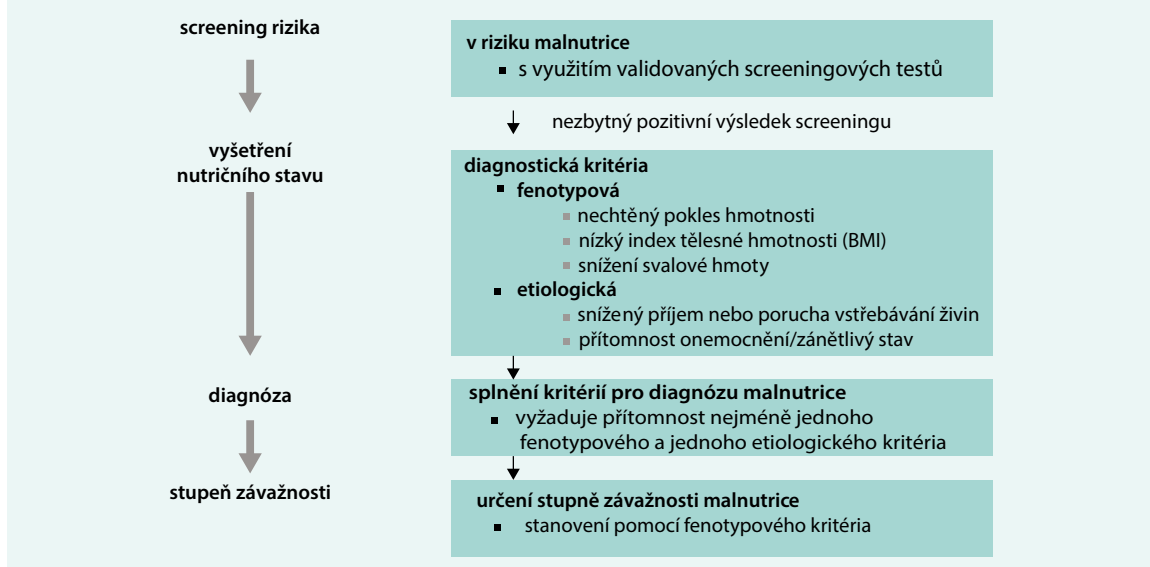 screening rizika
v riziku malnutrice
s využitím validovaných screeningových testů
nezbytný pozitivní výsledek screeningu
vyšetření
nutričního stavu
diagnostická kritéria
fenotypová
nechtěný pokles hmotnosti
nízký index tělesné hmotnosti (BMI)
snížení svalové hmoty
etiologická
snížený příjem nebo porucha vstřebávání živin
přítomnost onemocnění/zánětlivý stav
diagnóza
splnění kritérií pro diagnózu malnutrice
vyžaduje přítomnost nejméně jednoho
fenotypového a jednoho etiologického kritéria
stupeň závažnosti
určení stupně závažnosti malnutrice
stanovení pomocí fenotypového kritéria